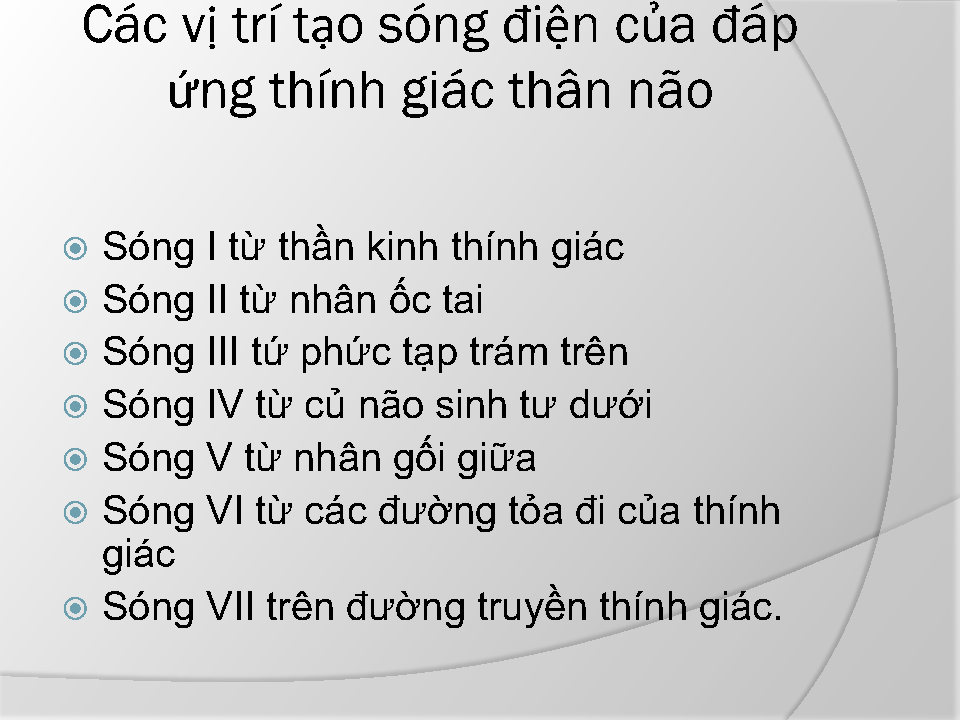 Các vị trí tạo sóng điện của đáp
ứng thính giác thân não
Sóng I từ thần kinh thính giác
Sóng II từ nhân ốc tai
Sóng III tứ phức tạp trám trên
Sóng IV từ củ não sinh tư dưới
Sóng V từ nhân gối giữa
Sóng VI từ các đường tỏa đi của thính
giác
Sóng VII trên đường truyền thính giác.